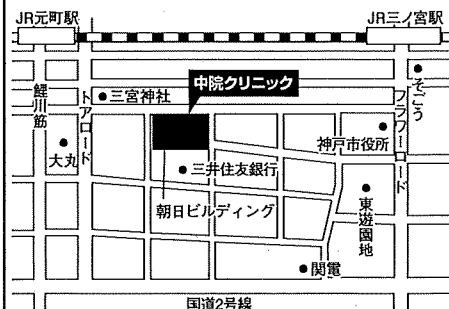 JR元町駅
JR三ノ宮駅
中院クリニック
そごう
鯉川筋
トアロード
三宮神社
フラワーロード
大丸
神戸市役所
三井住友銀行
朝日ビルディング
東遊園地
関電
国道2号線